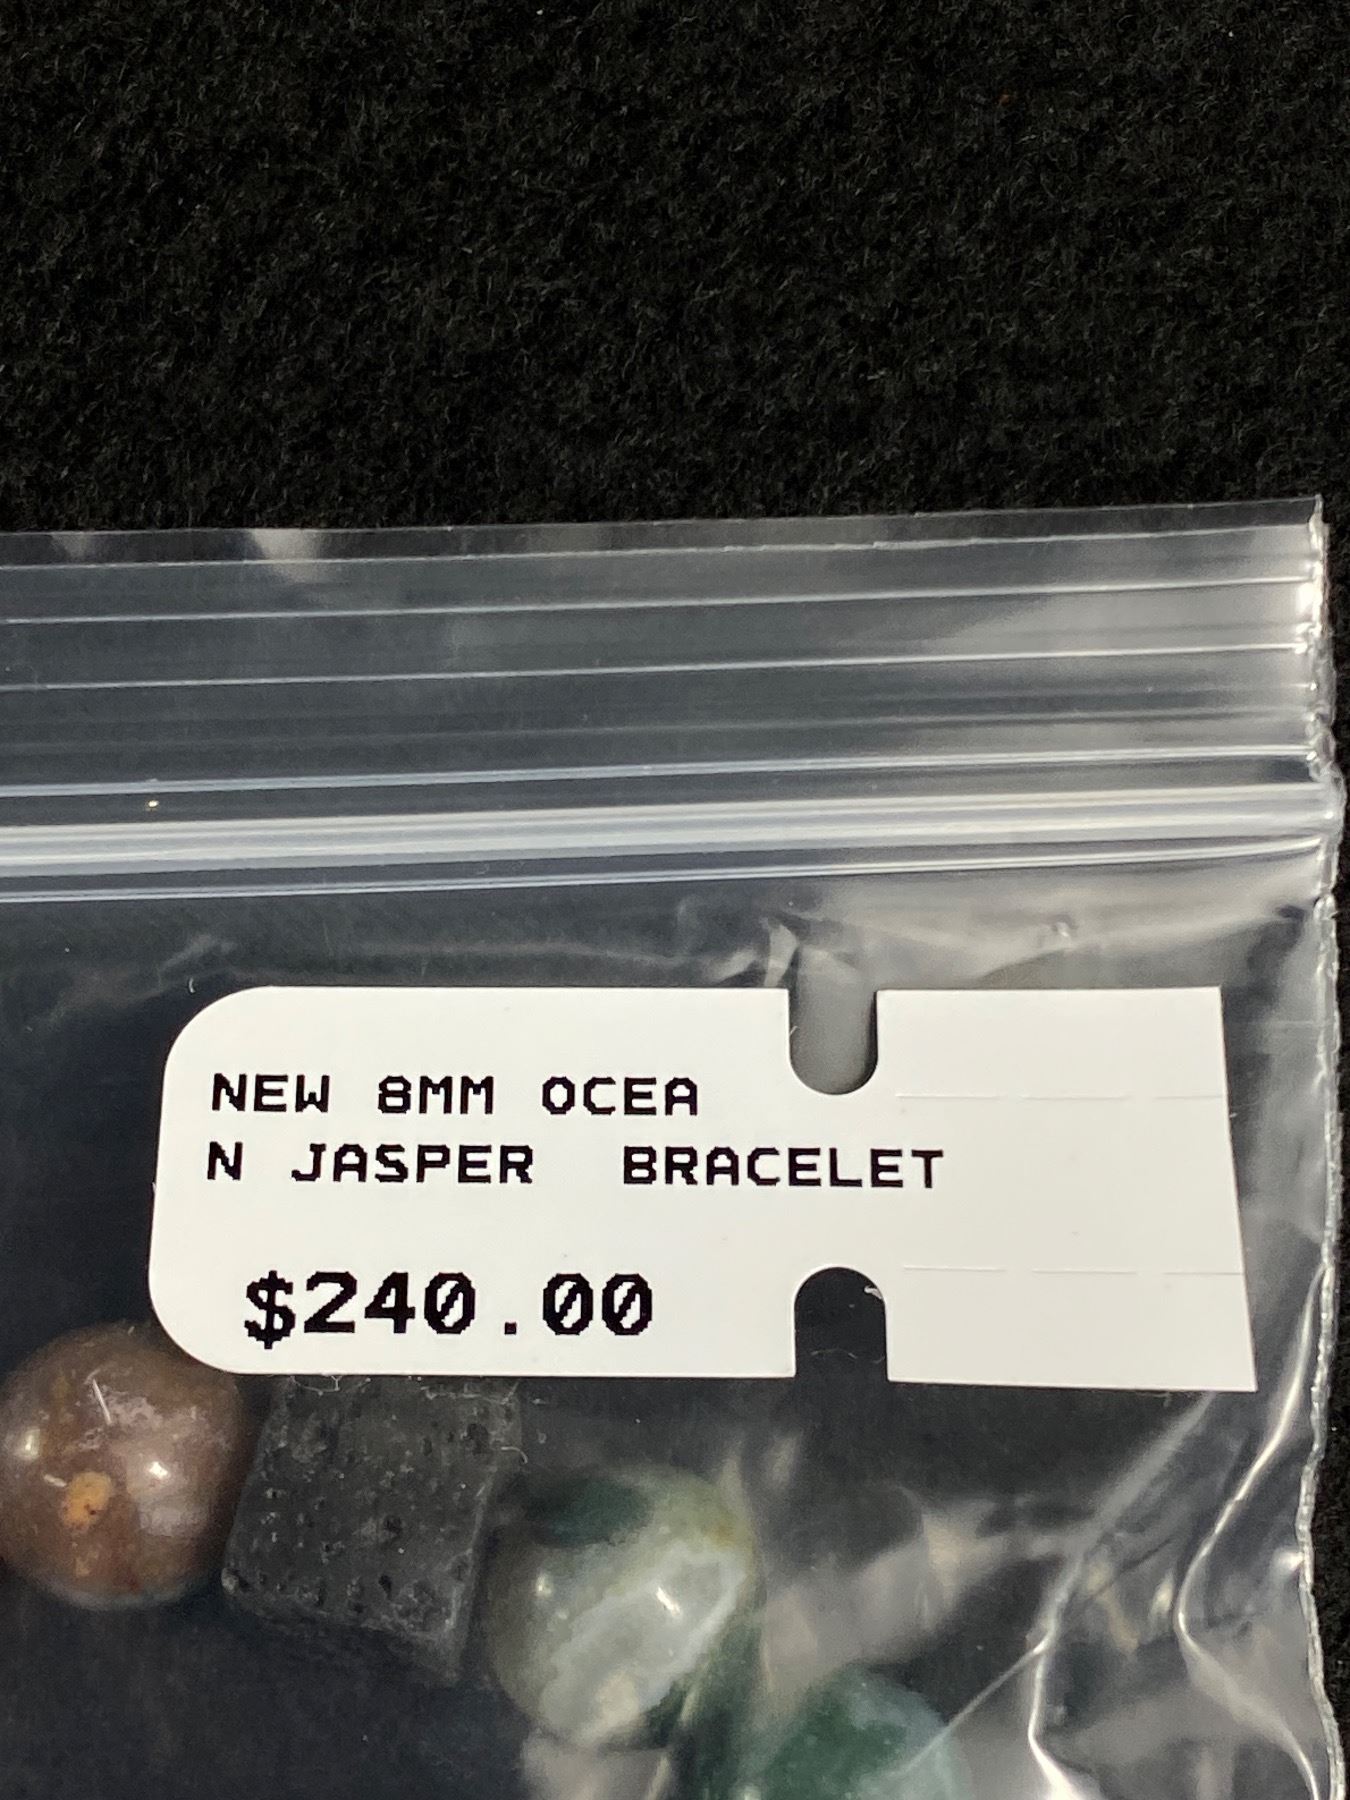 NEW 8MM OCEA
N JASPER  BRACELET
$240.00